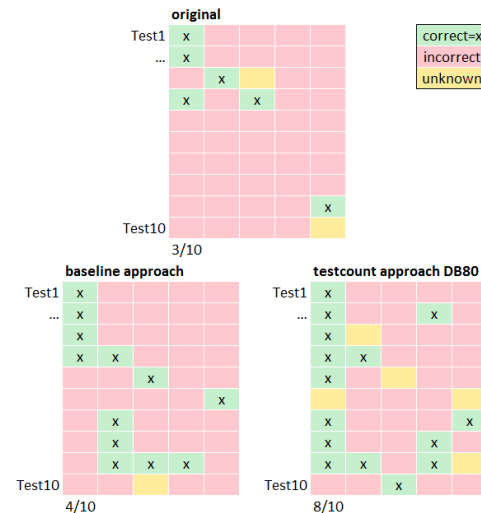 original
Test1 x correct=x
... x incorrect
x unknown
x x
x
Test10
3/10
baseline approach
Test1 x
... x
x
x x
x
x
x
x
x x x
Test10
4/10
testcount approach DB80
Test1 x
... x x
x
x x
x
x x
x
x x x
Test10 x
8/10